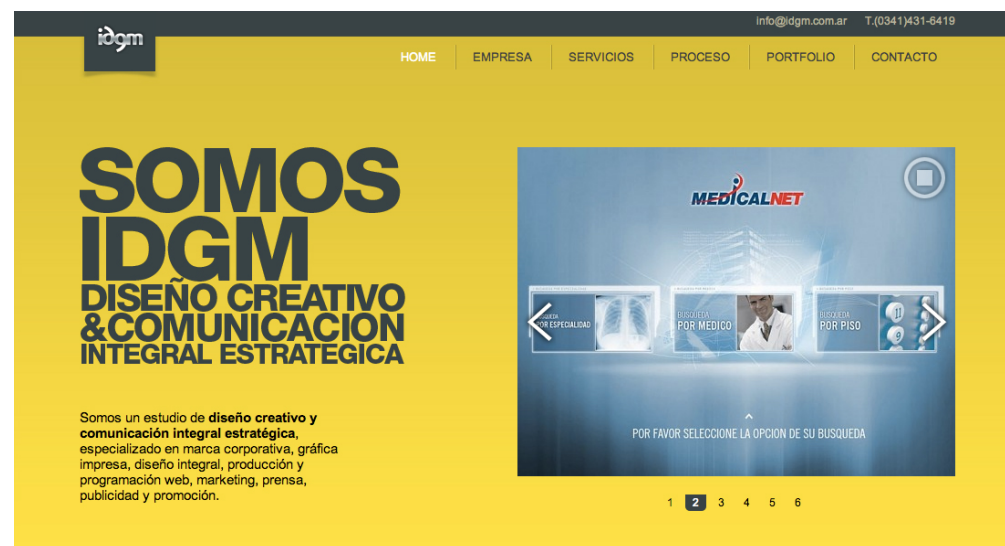 info@idgm.com.ar T.(0341)431-6419
idgm
HOME EMPRESA SERVICIOS PROCESO PORTFOLIO CONTACTO
SOMOS
IDGM
DISEÑO CREATIVO
&COMUNICACION
INTEGRAL ESTRATEGICA
Somos un estudio de diseño creativo y
comunicación integral estratégica,
especializado en marca corporativa, gráfica
impresa, diseño integral, producción y
programación web, marketing, prensa,
publicidad y promoción.
MEDICALNET
BUSQUEDA
POR ESPECIALIDAD
BUSQUEDA
POR MEDICO
BUSQUEDA
POR PISO
11
9
POR FAVOR SELECCIONE LA OPCION DE SU BUSQUEDA
1 2 3 4 5 6